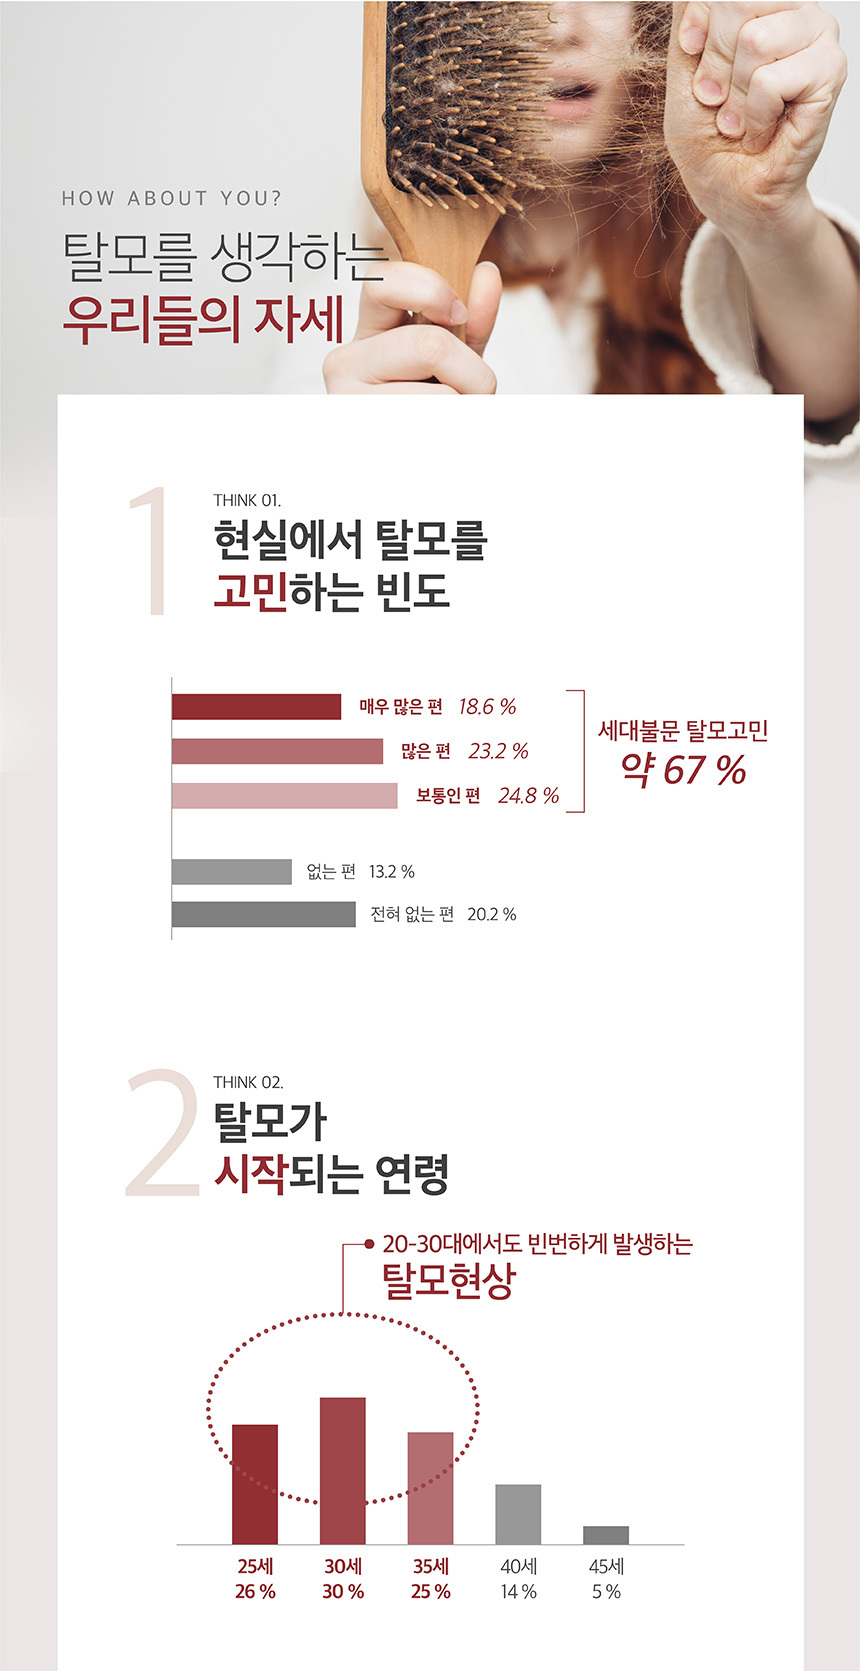 HOW ABOUT YOU?
탈모를 생각하는
우리들의 자세
1
THINK 01.
현실에서 탈모를
고민하는 빈도
매우 많은 편 18.6 %
많은 편 23.2 %
보통인 편 24.8 %
세대불문 탈모고민
약 67 %
없는 편 13.2 %
전혀 없는 편 20.2 %
2
THINK 02.
탈모가
시작되는 연령
20-30대에서도 빈번하게 발생하는
탈모현상
25세 30세 35세 40세 45세
26 % 30 % 25 % 14 % 5 %